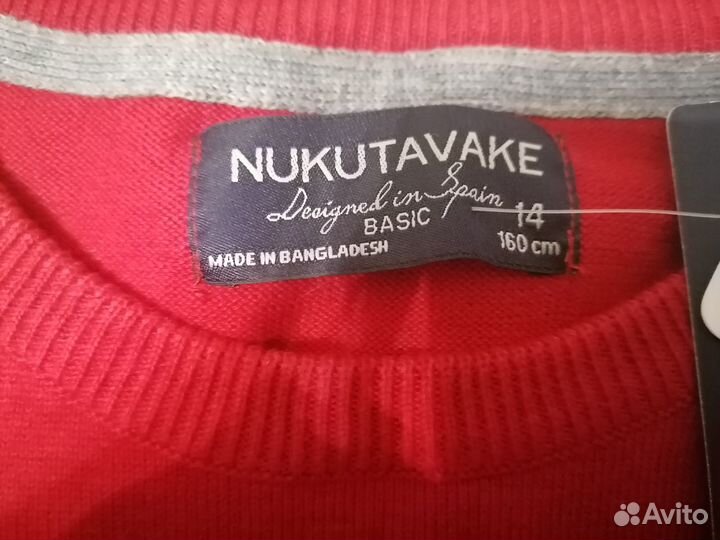 NUKUTAVAKE
Designed in Spain
BASIC 14
MADE IN BANGLADESH 160 cm
Avito